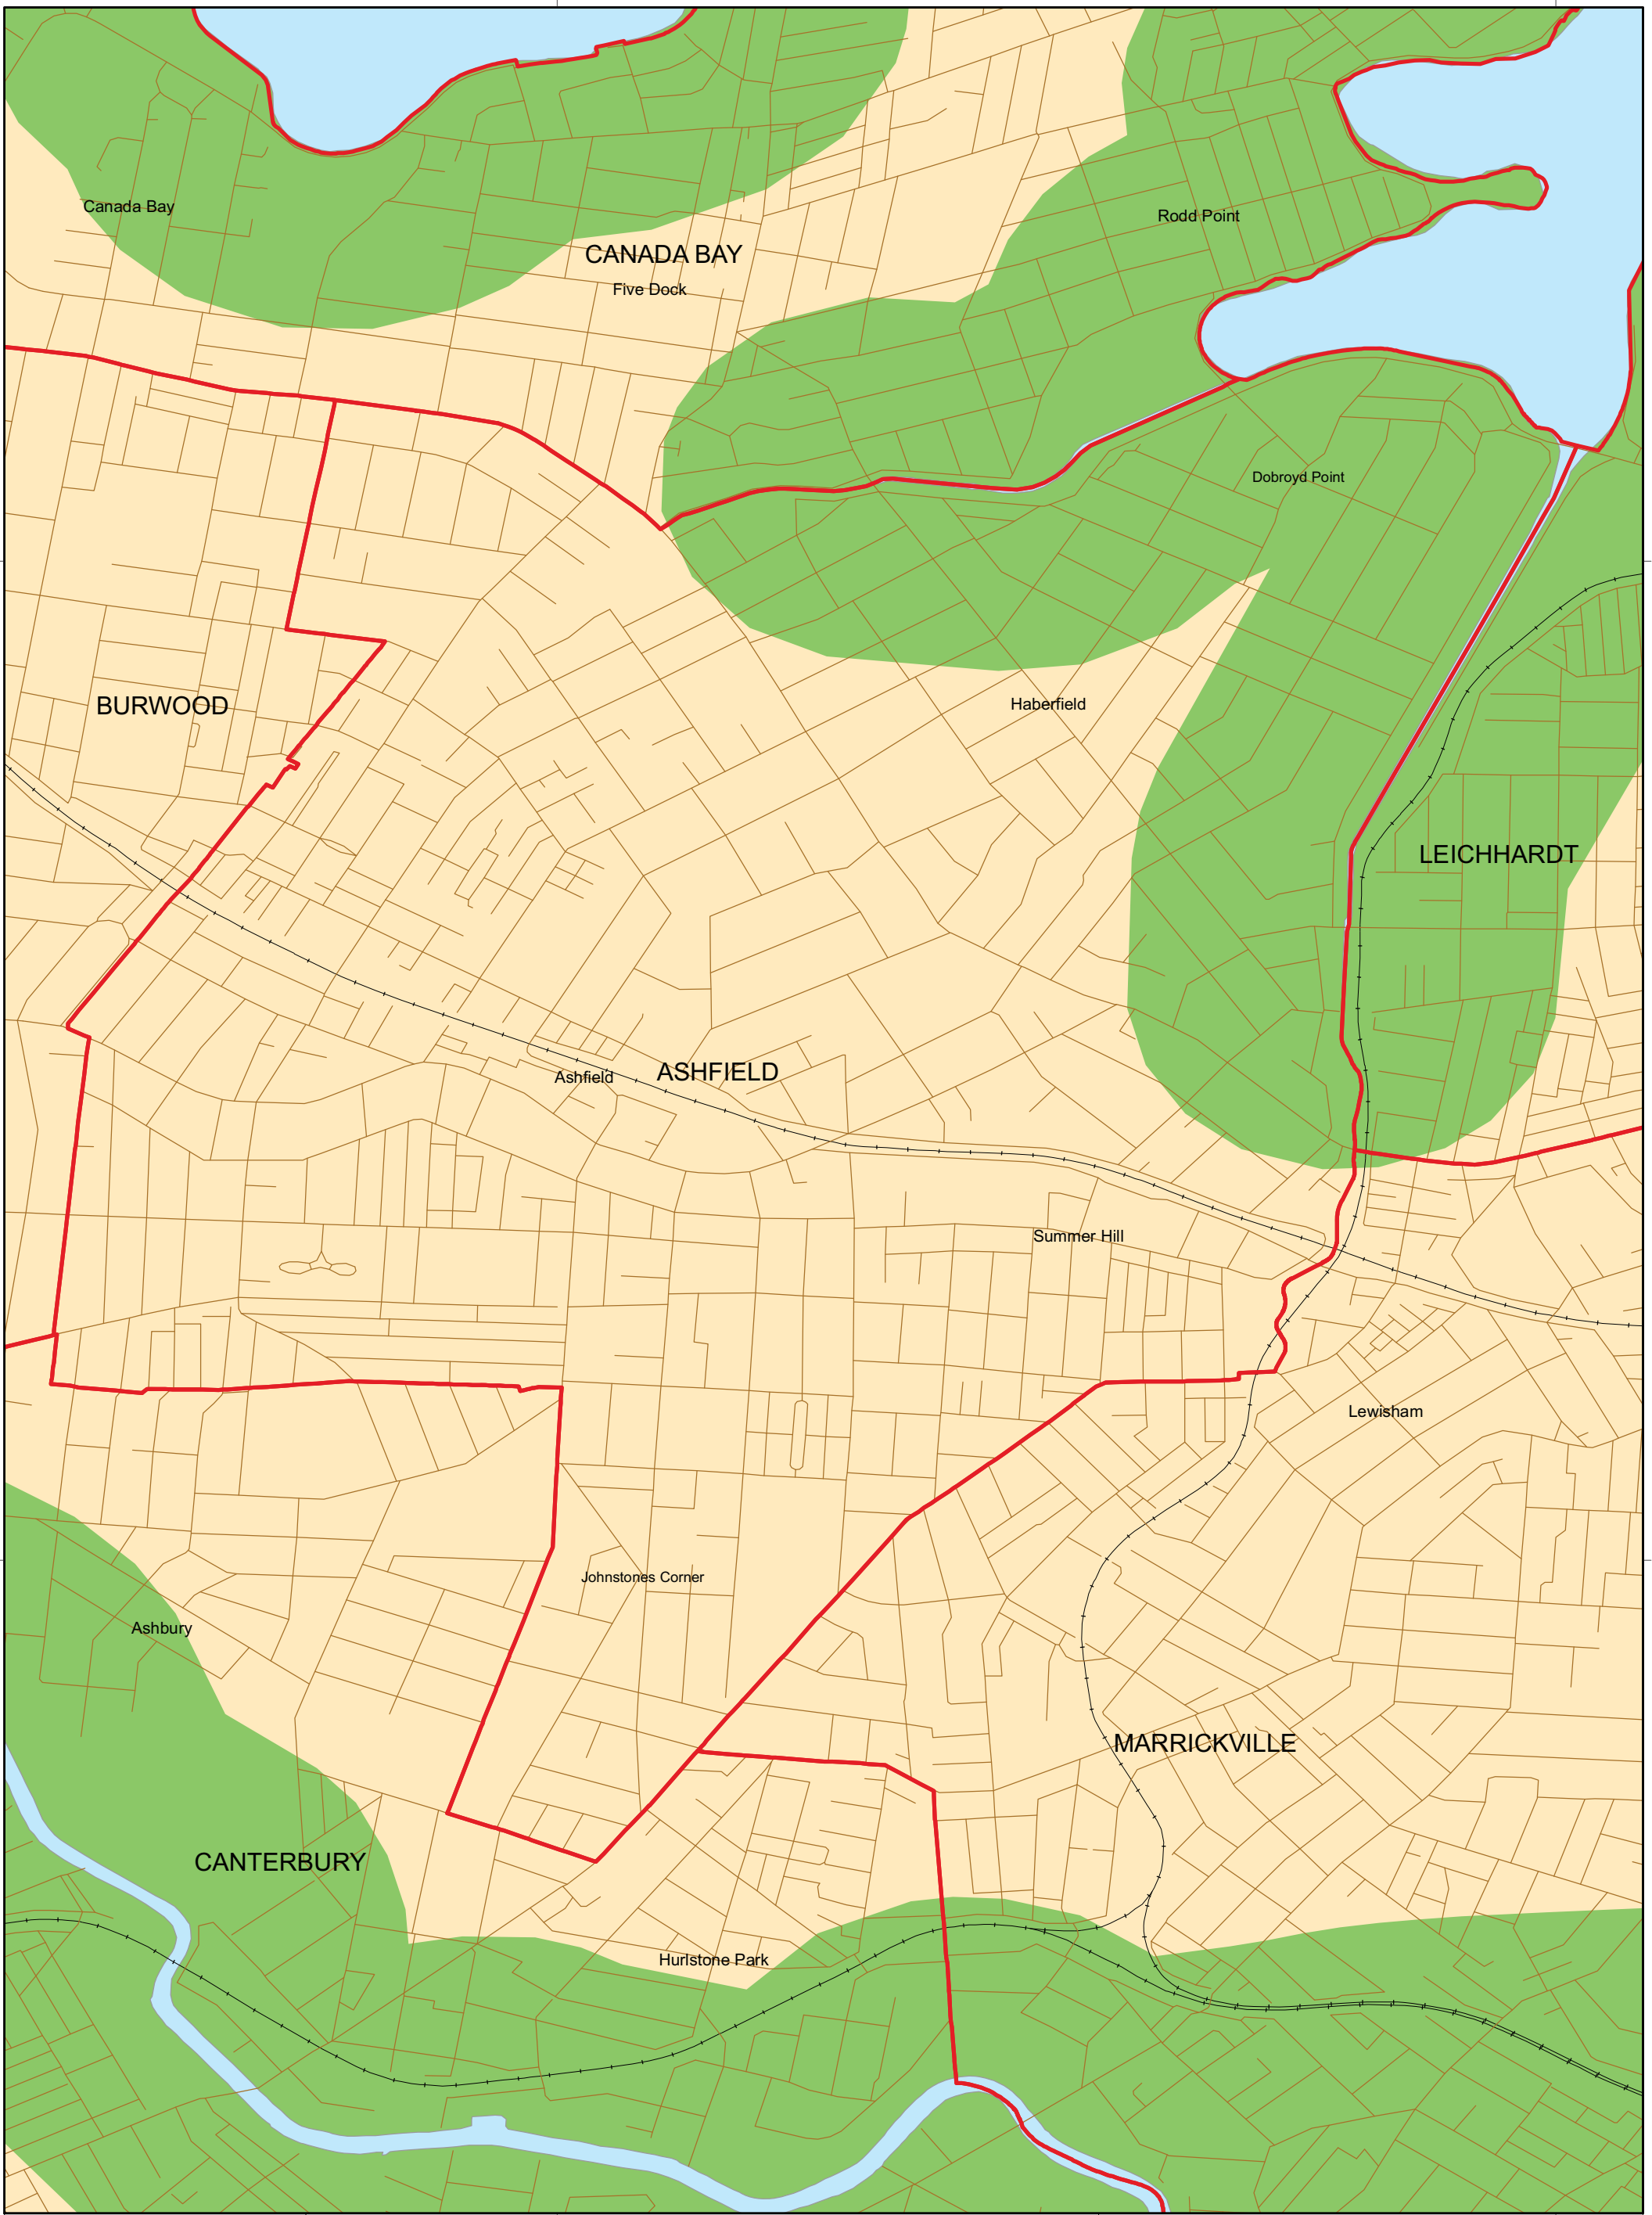 Canada Bay
Rodd Point
CANADA BAY
Five Dock
Dobroyd Point
Haberfield
BURWOOD
LEICHHARDT
ASHFIELD
Ashfield
Summer Hill
Lewisham
Johnstones Corner
Ashbury
MARRICKVILLE
CANTERBURY
Hurlstone Park